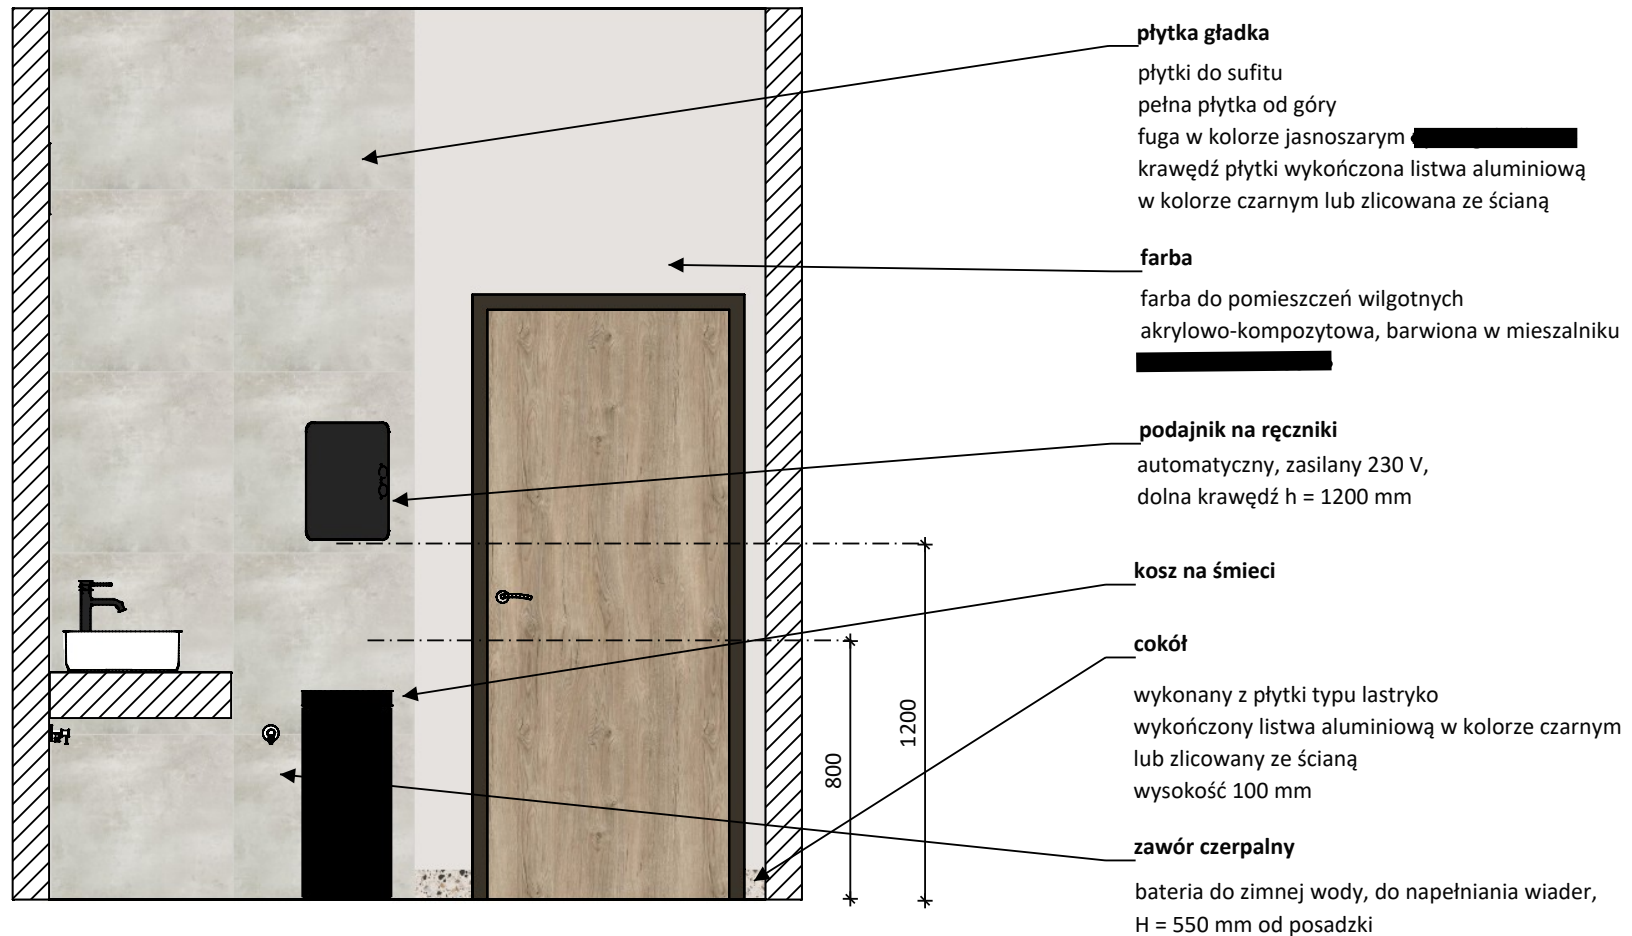 płytka gładka
płytki do sufitu
pełna płytka od góry
fuga w kolorze jasnoszarym
krawędź płytki wykończona listwa aluminiową
w kolorze czarnym lub zlicowana ze ścianą
farba
farba do pomieszczeń wilgotnych
akrylowo-kompozytowa, barwiona w mieszalniku
podajnik na ręczniki
automatyczny, zasilany 230 V,
dolna krawędź h = 1200 mm
kosz na śmieci
cokół
wykonany z płytki typu lastryko
wykończony listwa aluminiową w kolorze czarnym
lub zlicowany ze ścianą
wysokość 100 mm
zawór czerpalny
bateria do zimnej wody, do napełniania wiader,
H = 550 mm od posadzki
800
1200